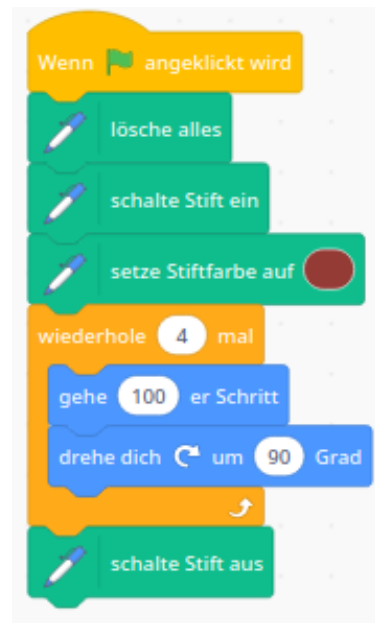 Wenn angeklickt wird
lösche alles
schalte Stift ein
setze Stiftfarbe auf
wiederhole 4 mal
gehe 100 er Schritt
drehe dich um 90 Grad
schalte Stift aus